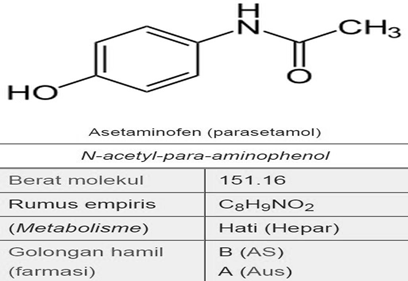 H
N
CH₃
O
HO
Asetaminofen (parasetamol)
N-acetyl-para-aminophenol
Berat molekul 151.16
Rumus empiris C₈H₉NO₂
(Metabolisme) Hati (Hepar)
Golongan hamil B (AS)
(farmasi) A (Aus)